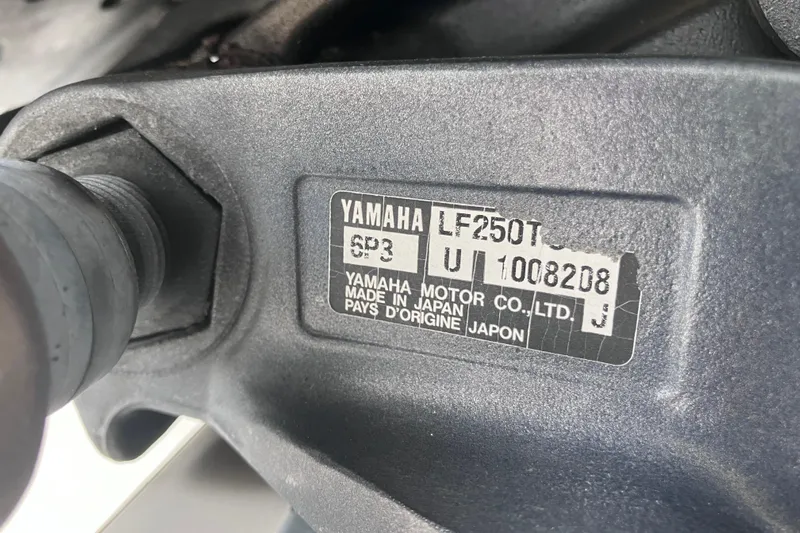 YAMAHA LF250T
6P3 U 1008208
YAMAHA MOTOR CO.,LTD. J
MADE IN JAPAN
PAYS D'ORIGINE JAPON